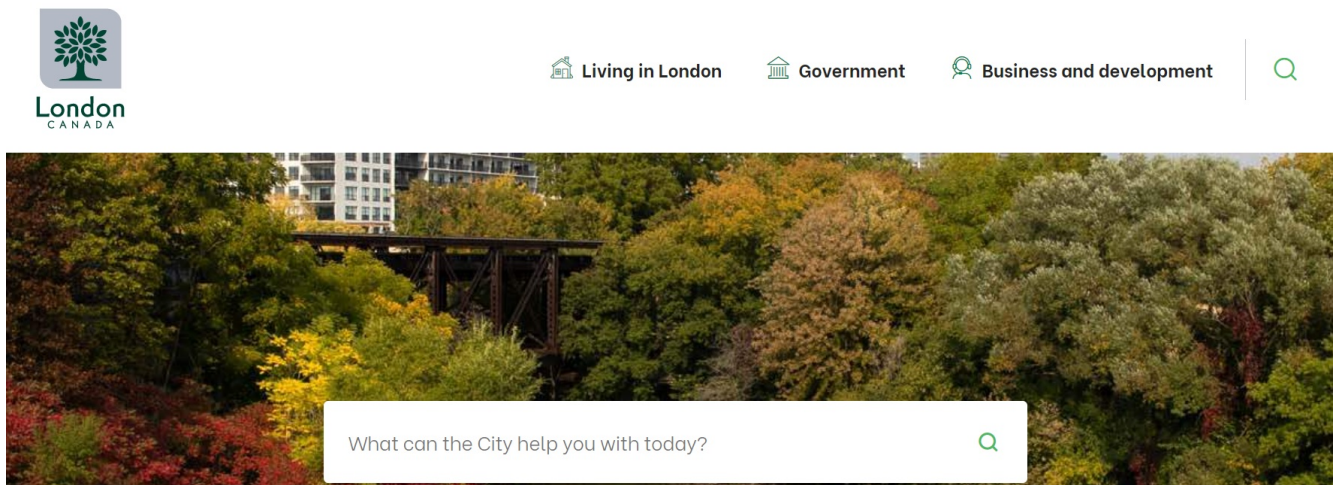 London
CANADA
Living in London
Government
Business and development
What can the City help you with today?